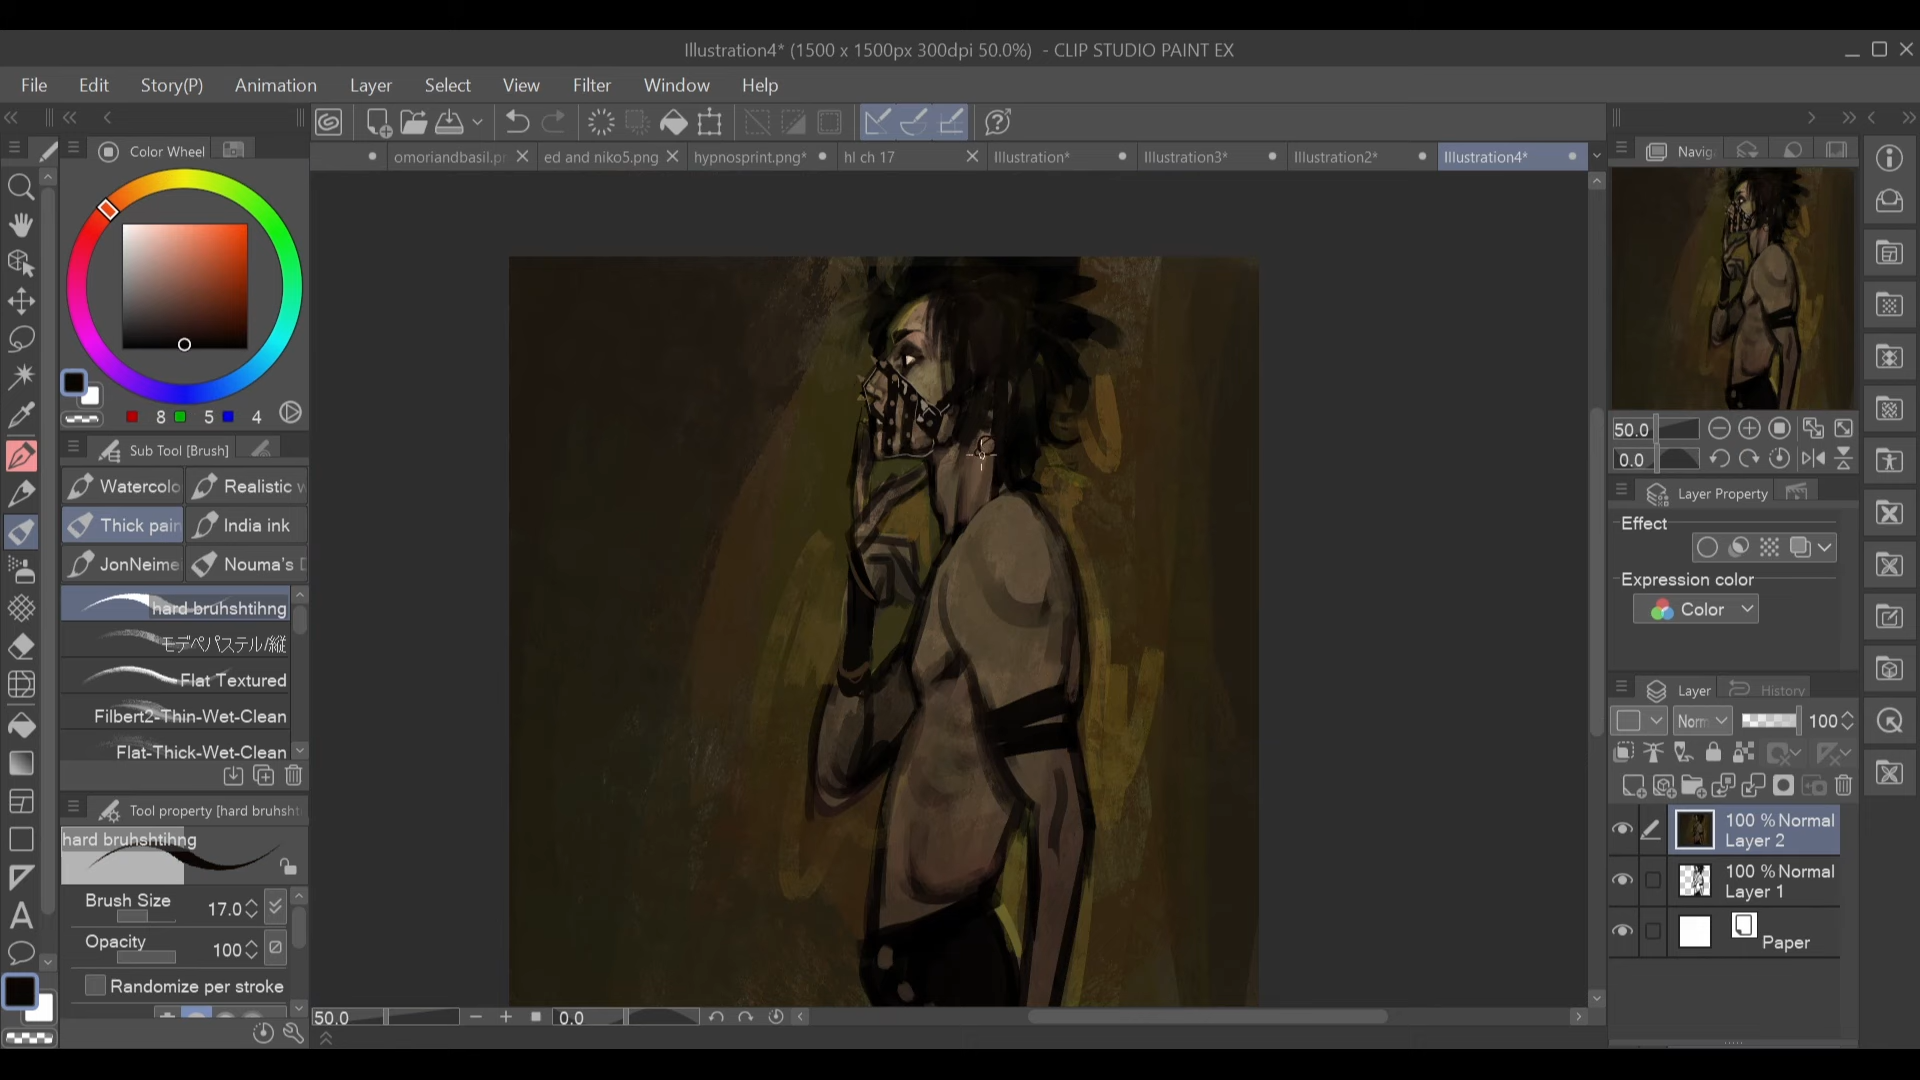 Illustration4* (1500 x 1500px 300dpi 50.0%)  - CLIP STUDIO PAINT EX
File Edit Story(P) Animation Layer Select View Filter Window Help
omoriandbasil.p ed and niko5.png hypnosprint.png* hl ch 17 Illustration* Illustration3* Illustration2* Illustration4*
Color Wheel
8 5 4
Sub Tool [Brush]
Watercolo Realistic w
Thick pain India ink
JonNeime Nouma's D
hard bruhshtihng
モデペパステル/縦
Flat Textured
Filbert2-Thin-Wet-Clean
Flat-Thick-Wet-Clean
Tool property [hard bruhsht
hard bruhshtihng
Brush Size 17.0
Opacity 100
Randomize per stroke
50.0 0.0
Navig
50.0
0.0
Layer Property
Effect
Expression color
Color
Layer History
Norm 100
100 % Normal
Layer 2
100 % Normal
Layer 1
Paper